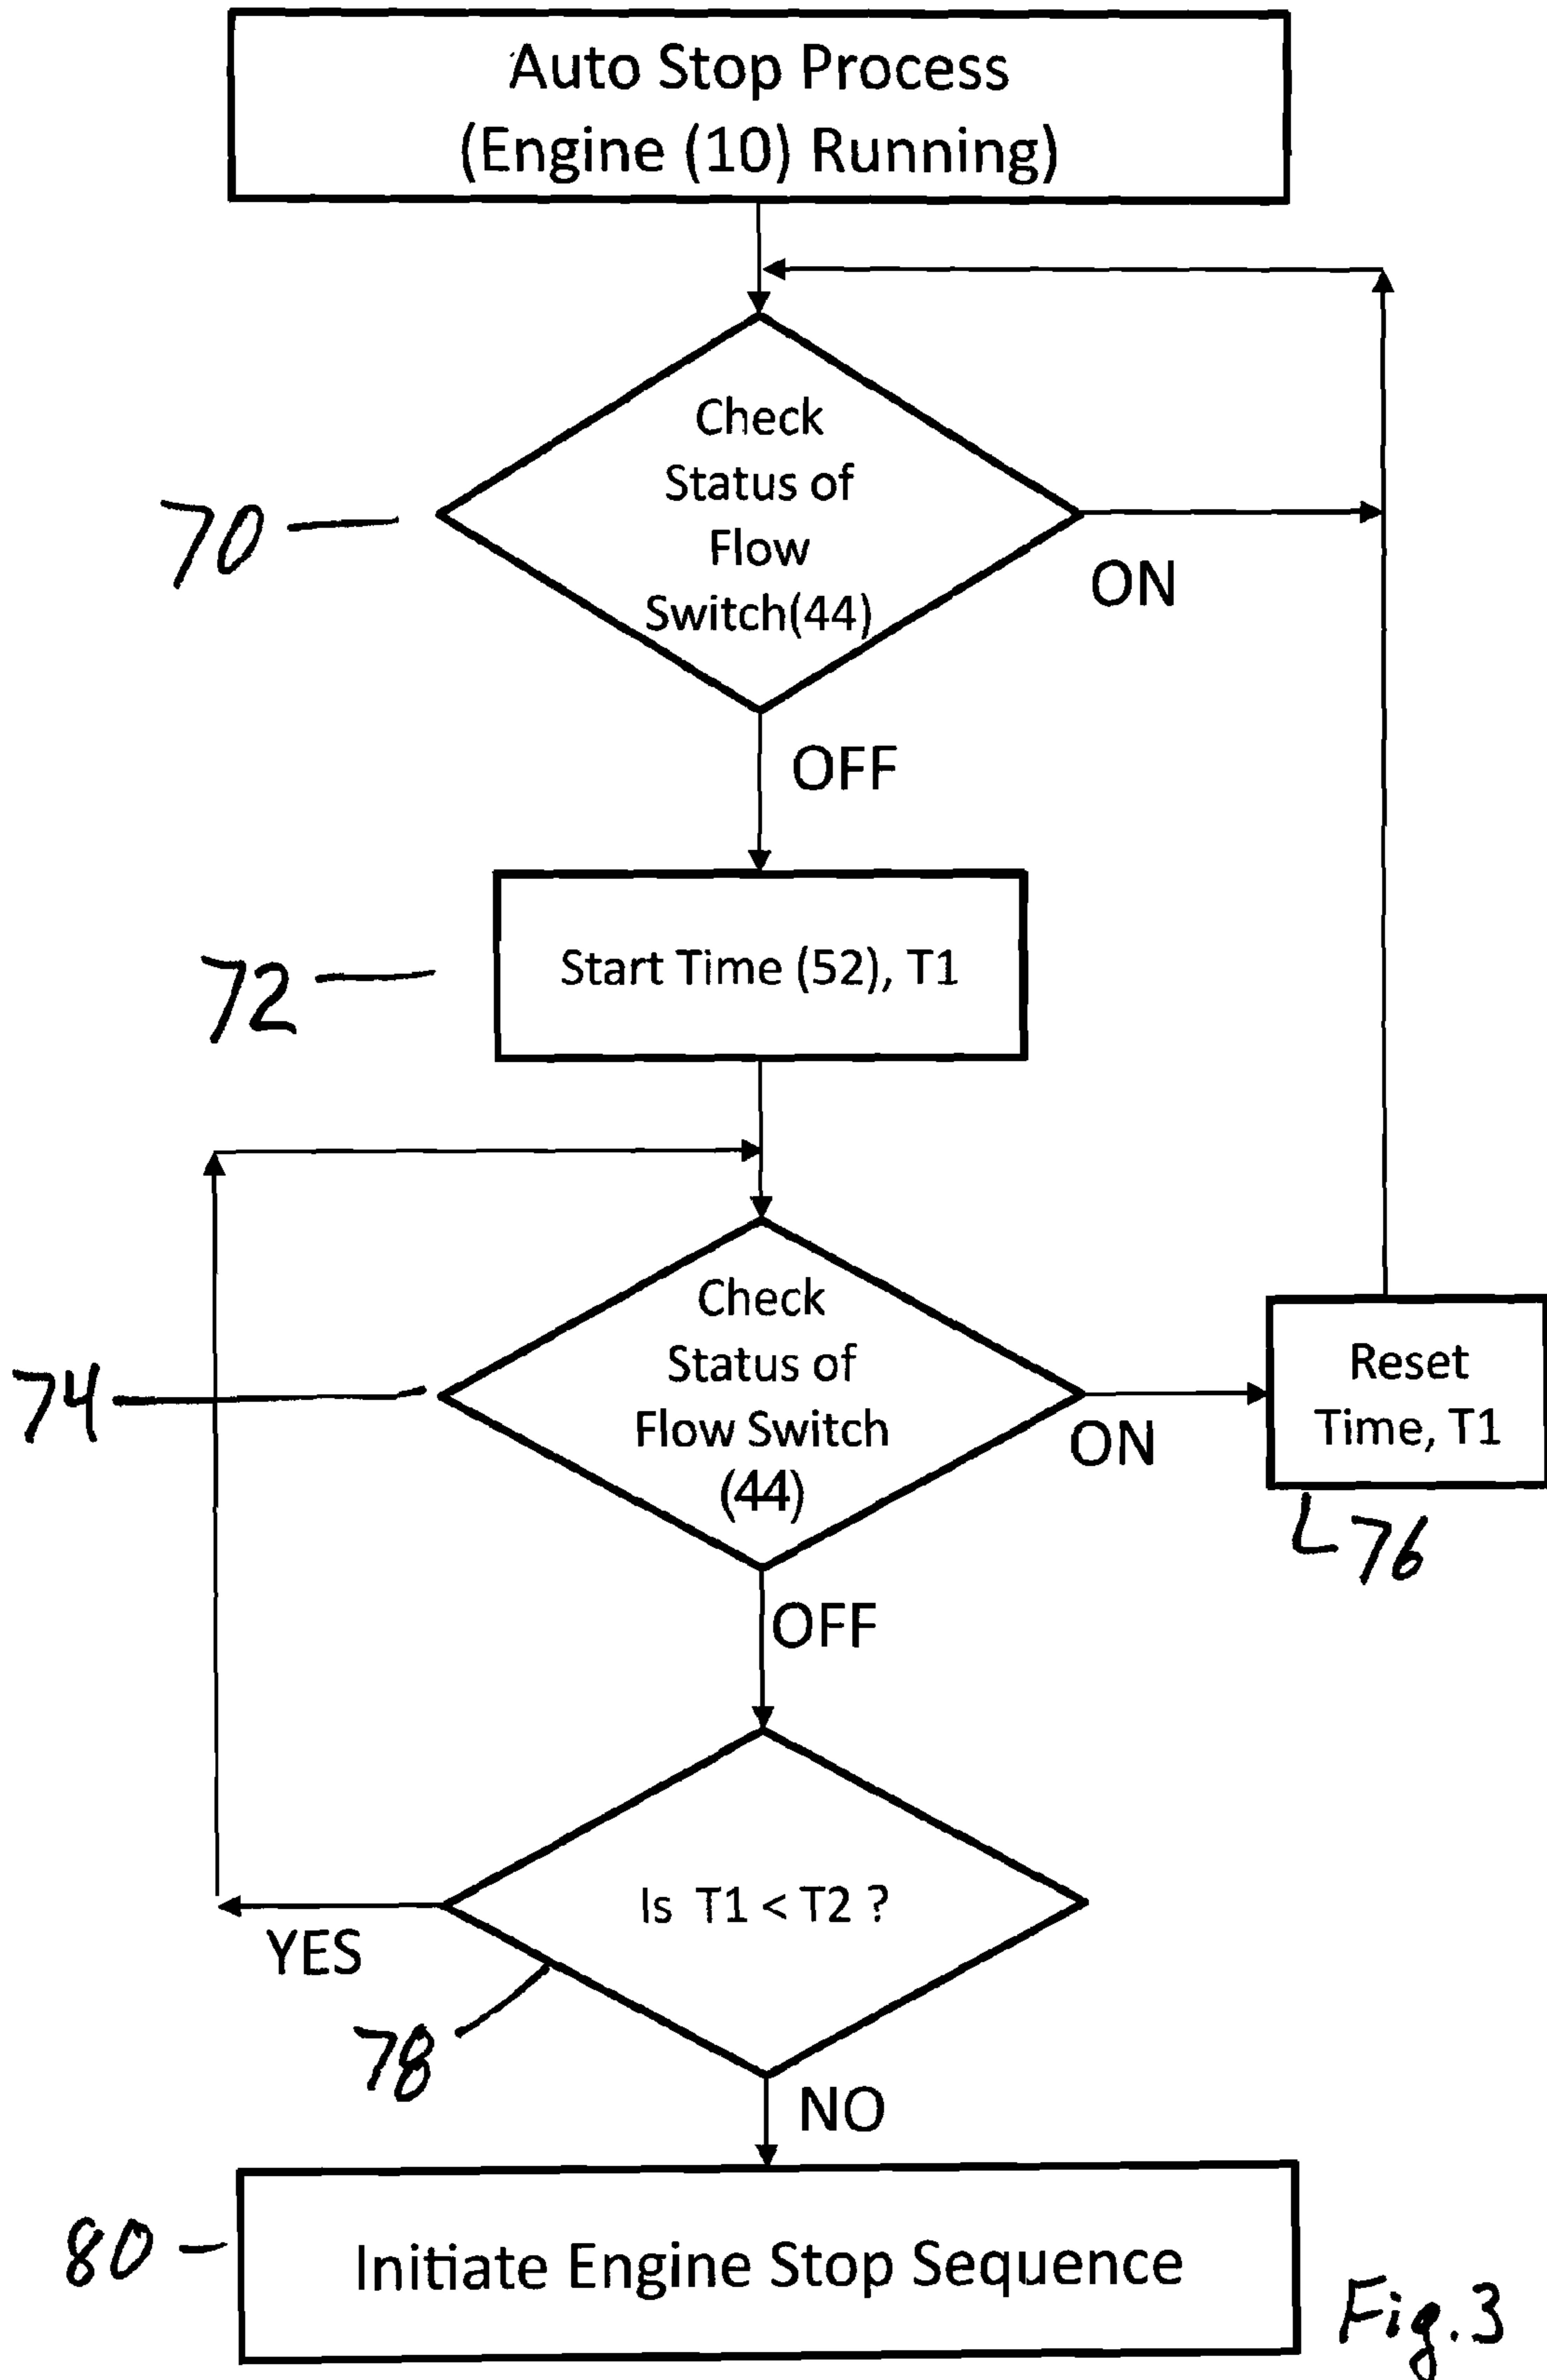 Auto Stop Process
(Engine (10) Running)
Check
Status of
Flow
Switch(44)
70
ON
OFF
72
Start Time (52), T1
Check
Status of
Flow Switch
(44)
74
ON
Reset
Time, T1
76
OFF
Is T1 < T2 ?
YES
78
NO
80
Initiate Engine Stop Sequence
Fig.3